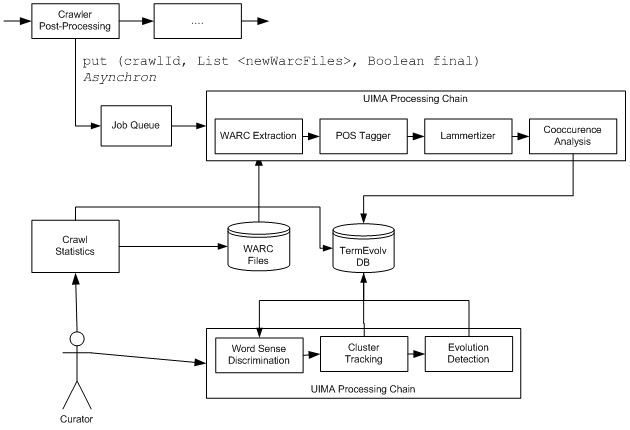 Crawler
Post-Processing
....
put (crawlId, List <newWarcFiles>, Boolean final)
Asynchron
Job Queue
UIMA Processing Chain
WARC Extraction
POS Tagger
Lammertizer
Cooccurence
Analysis
Crawl
Statistics
WARC
Files
TermEvolv
DB
Word Sense
Discrimination
Cluster
Tracking
Evolution
Detection
UIMA Processing Chain
Curator